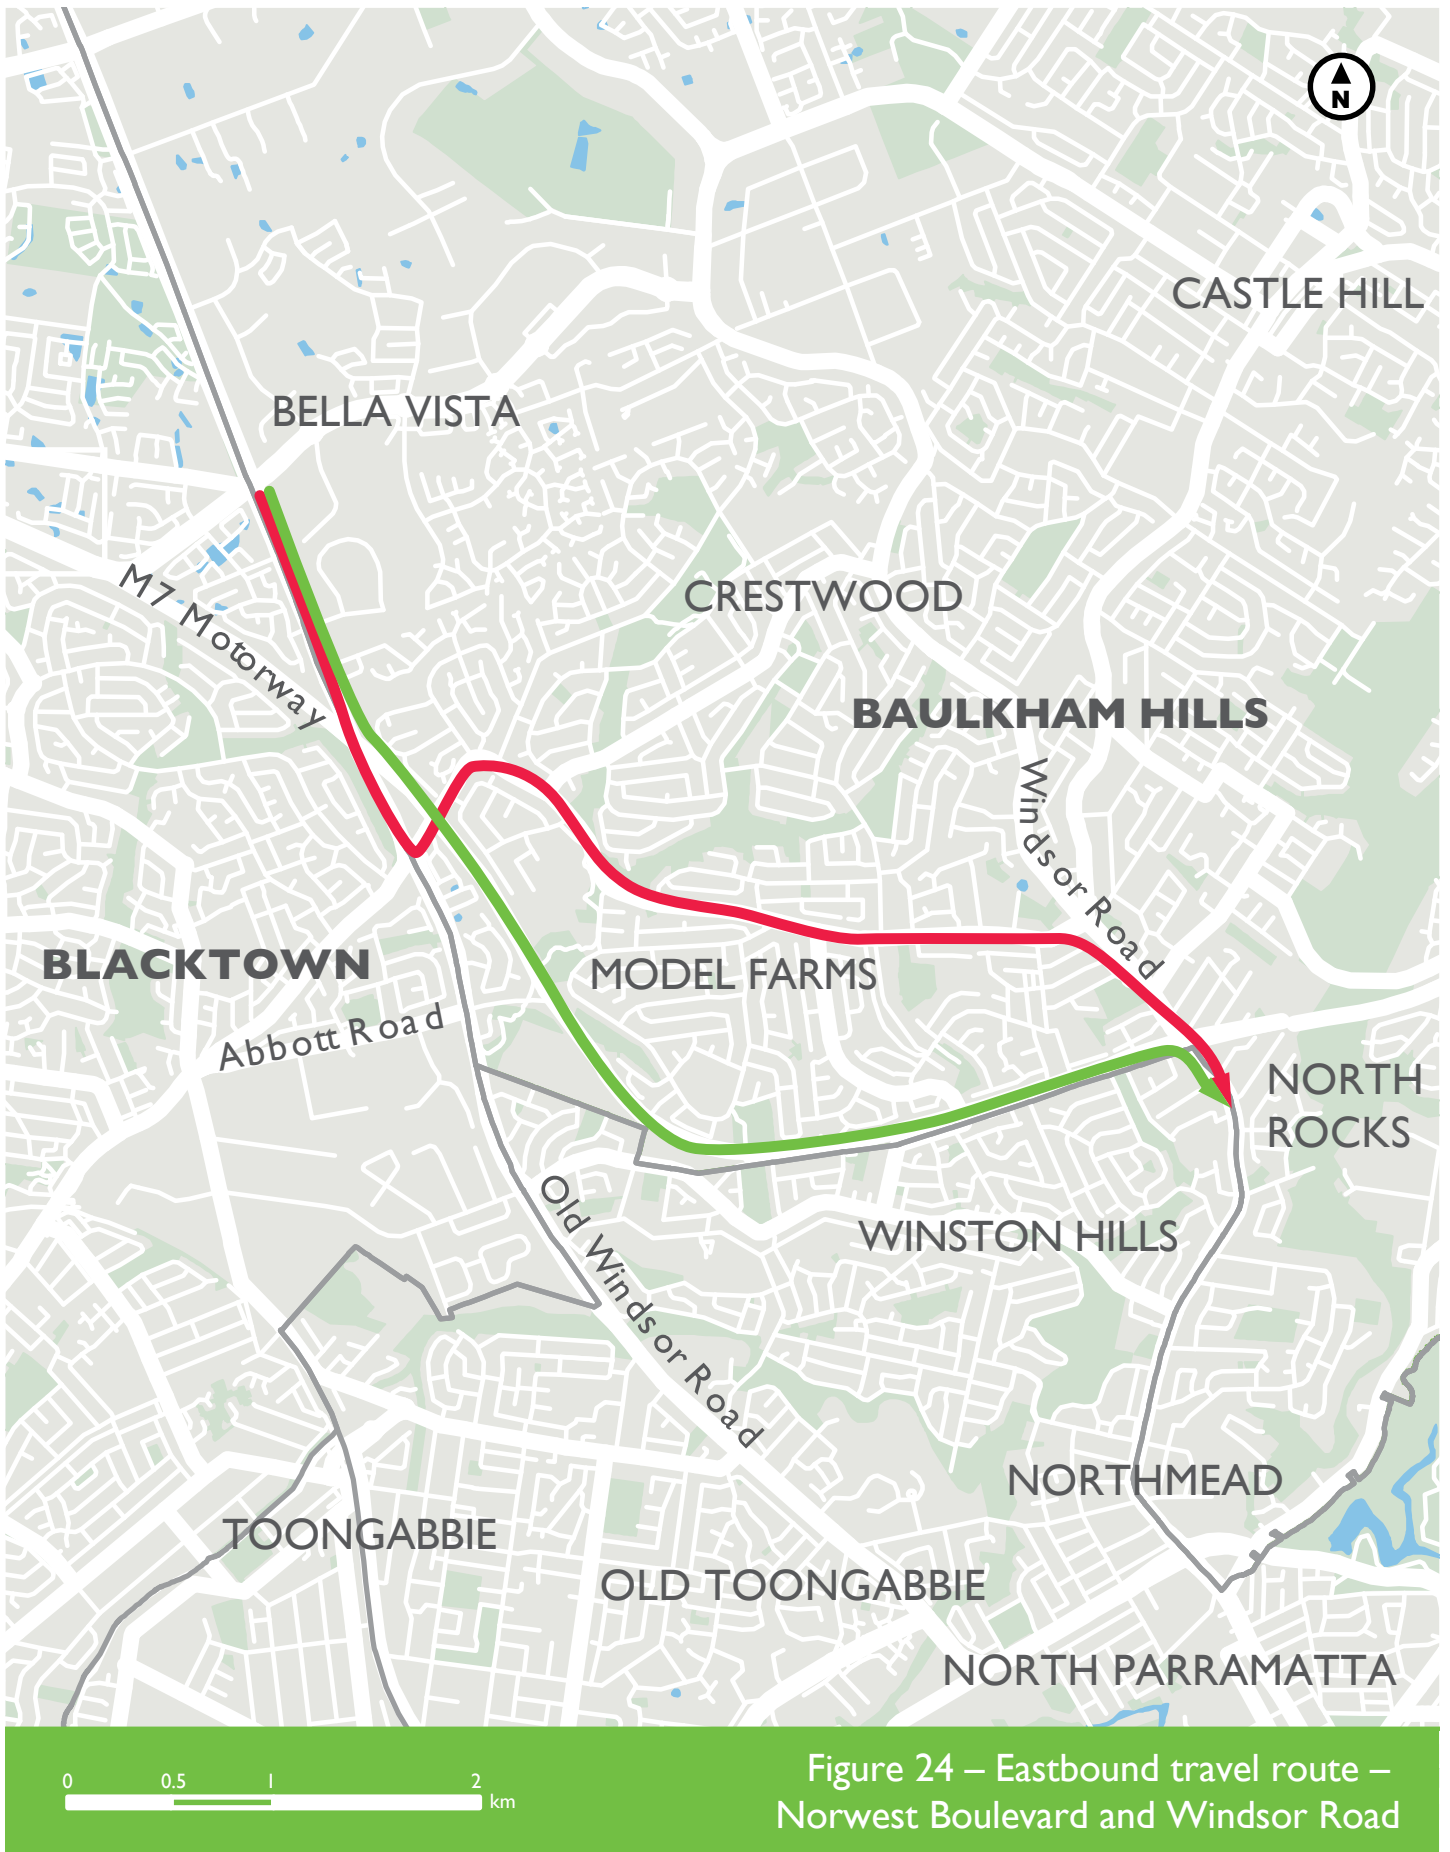 N
CASTLE HILL
BELLA VISTA
M7 Motorway
CRESTWOOD
BAULKHAM HILLS
Windsor Road
BLACKTOWN
MODEL FARMS
Abbott Road
NORTH
ROCKS
Old Windsor Road
WINSTON HILLS
NORTHMEAD
TOONGABBIE
OLD TOONGABBIE
NORTH PARRAMATTA
0 0.5 1 2
km
Figure 24 – Eastbound travel route –
Norwest Boulevard and Windsor Road